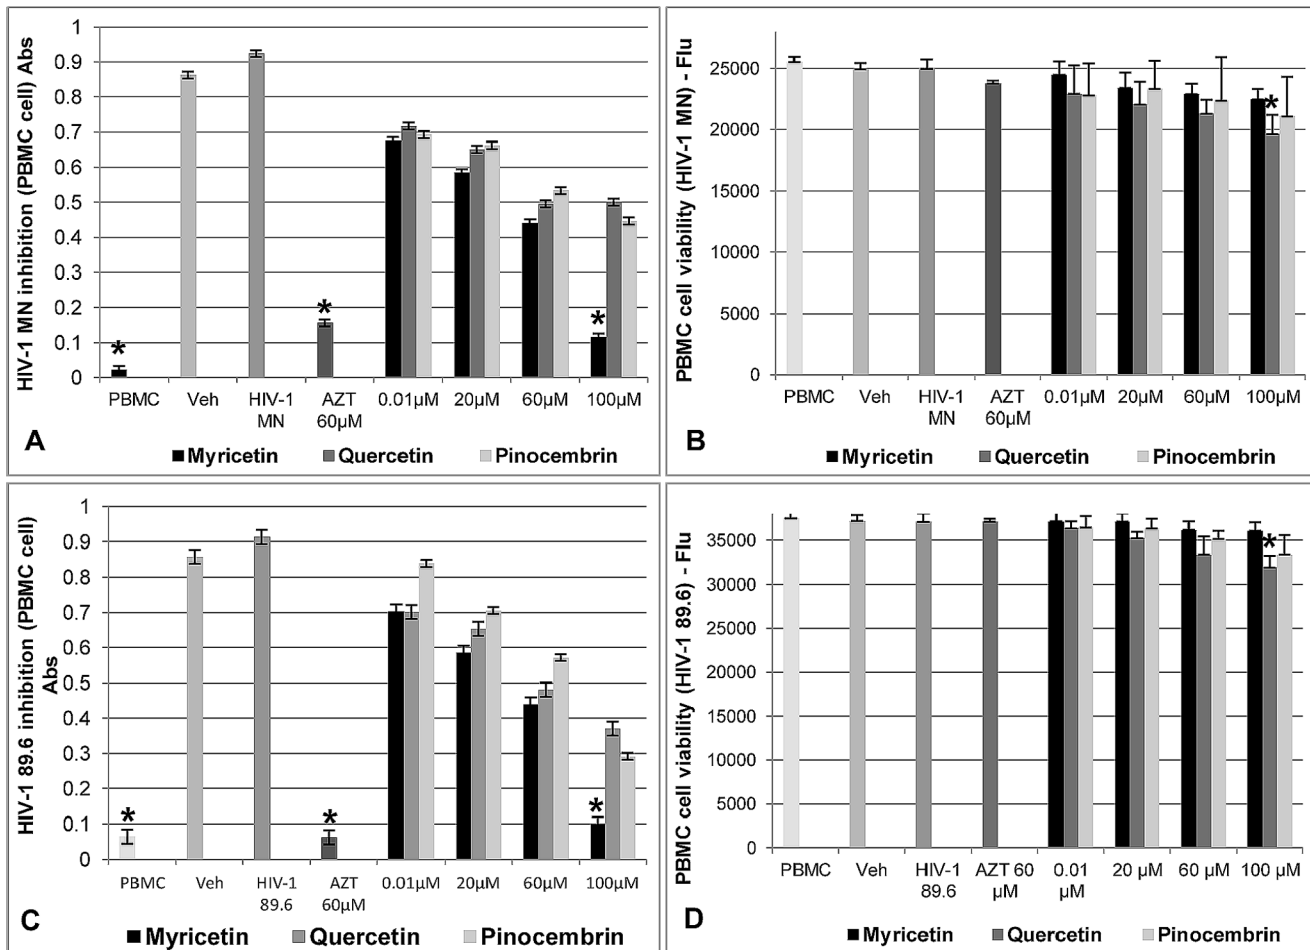 HIV-1 MN inhibition (PBMC cell) Abs
1
0.9
0.8
0.7
0.6
0.5
0.4
0.3
0.2
0.1
0
*
*
*
PBMC Veh HIV-1 AZT 0.01µM 20µM 60µM 100µM
MN 60µM
A
Myricetin Quercetin Pinocembrin
PBMC cell viability (HIV-1 MN) - Flu
25000
20000
15000
10000
5000
0
*
PBMC Veh HIV-1 AZT 0.01µM 20µM 60µM 100µM
MN 60µM
B
Myricetin Quercetin Pinocembrin
HIV-1 89.6 inhibition (PBMC cell)
Abs
1
0.9
0.8
0.7
0.6
0.5
0.4
0.3
0.2
0.1
0
*
*
*
PBMC Veh HIV-1 AZT 0.01µM 20µM 60µM 100µM
89.6 60µM
C
Myricetin Quercetin Pinocembrin
PBMC cell viability (HIV-1 89.6) - Flu
35000
30000
25000
20000
15000
10000
5000
0
*
PBMC Veh HIV-1 AZT 60 0.01 20 µM 60 µM 100 µM
89.6 µM µM
D
Myricetin Quercetin Pinocembrin